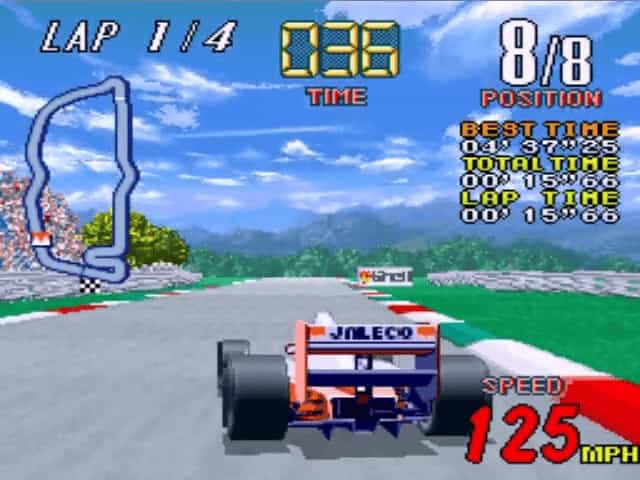 LAP 1/4
036
TIME
8/8
POSITION
BEST TIME
04'37"25
TOTAL TIME
00'15"66
LAP TIME
00'15"66
Shell
JALECO
SPEED
125 MPH